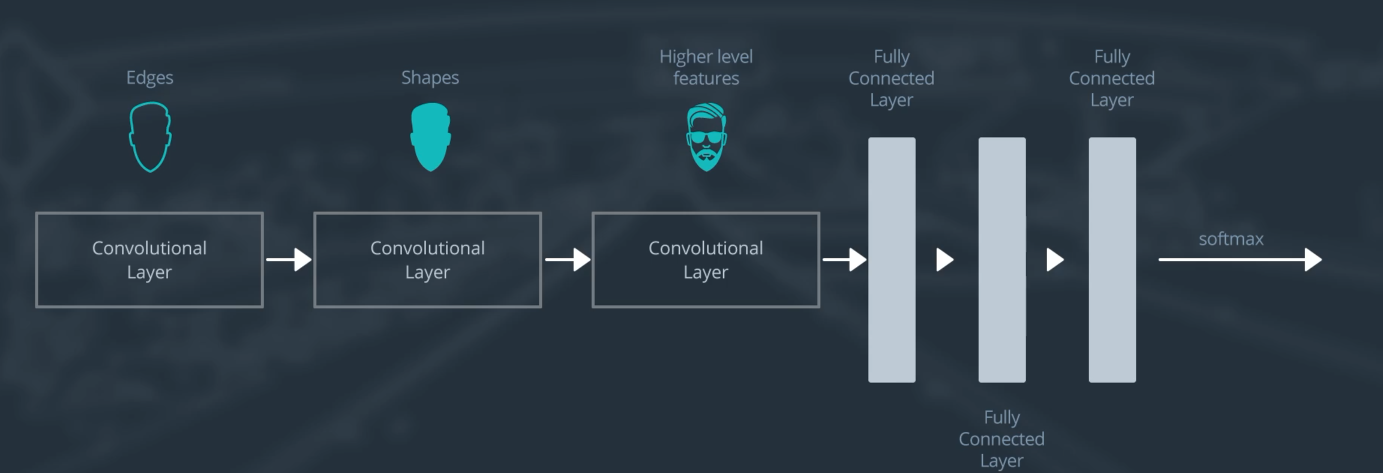 Edges
Shapes
Higher level
features
Fully
Connected
Layer
Fully
Connected
Layer
Convolutional
Layer
Convolutional
Layer
Convolutional
Layer
softmax
Fully
Connected
Layer